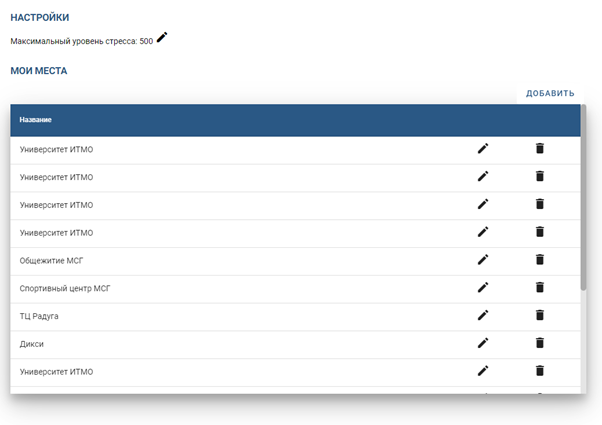 НАСТРОЙКИ
Максимальный уровень стресса: 500
МОИ МЕСТА
ДОБАВИТЬ
Название
Университет ИТМО
Университет ИТМО
Университет ИТМО
Университет ИТМО
Общежитие МСГ
Спортивный центр МСГ
ТЦ Радуга
Дикси
Университет ИТМО